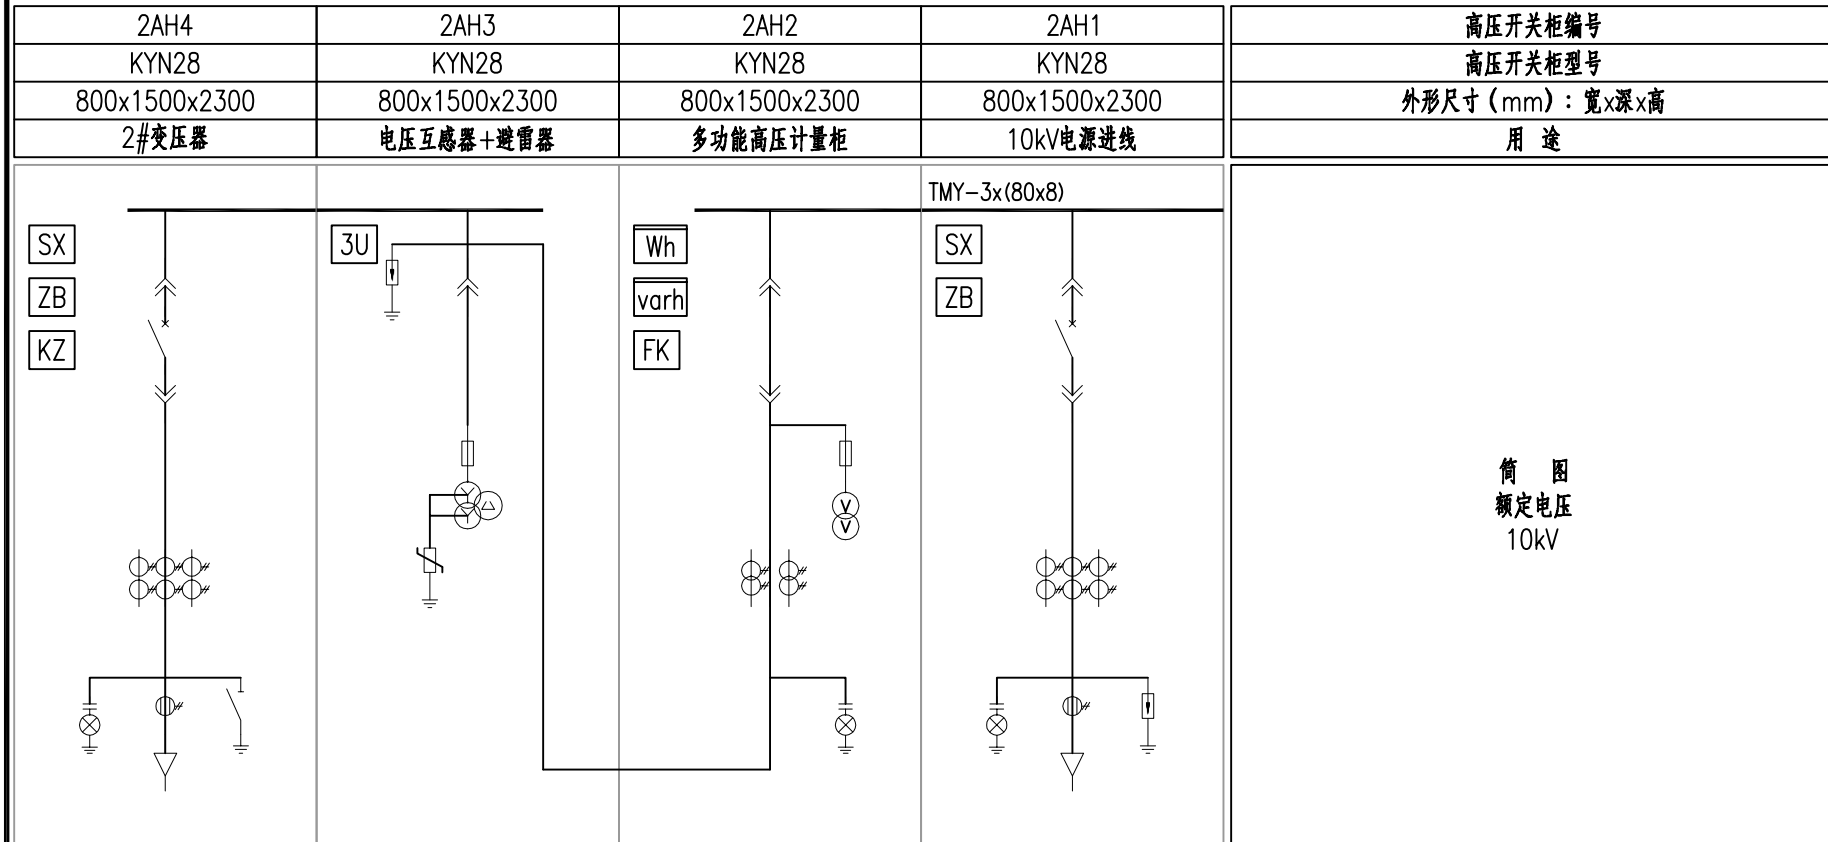 2AH4 2AH3 2AH2 2AH1 高压开关柜编号
KYN28 KYN28 KYN28 KYN28 高压开关柜型号
800x1500x2300 800x1500x2300 800x1500x2300 800x1500x2300 外形尺寸(mm):宽x深x高
2#变压器 电压互感器+避雷器 多功能高压计量柜 10kV电源进线 用 途
TMY-3x(80x8)
SX 3U Wh SX
ZB varh ZB
KZ FK
V
V
简 图
额定电压
10kV